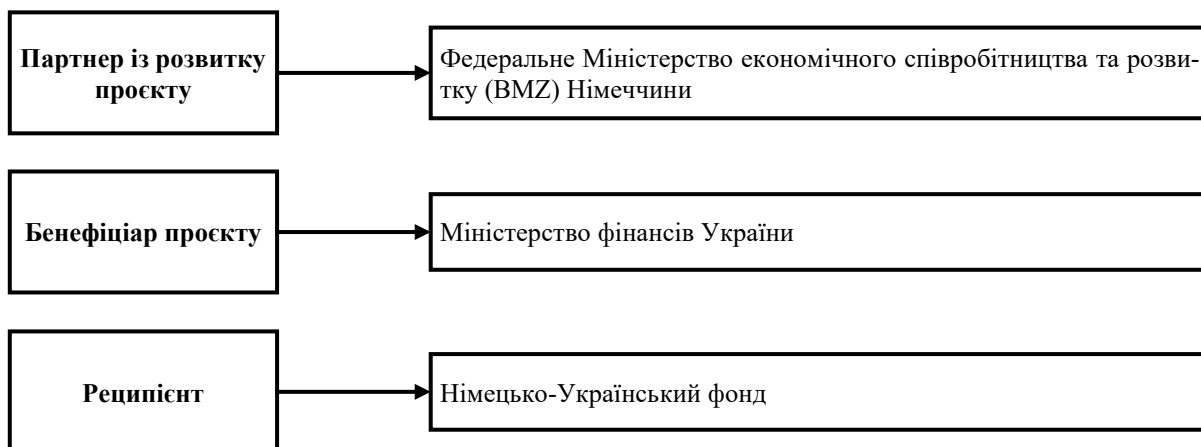 Партнер із розвитку
проєкту
Федеральне Міністерство економічного співробітництва та розви-
тку (BMZ) Німеччини
Бенефіціар проєкту
Міністерство фінансів України
Реципієнт
Німецько-Український фонд